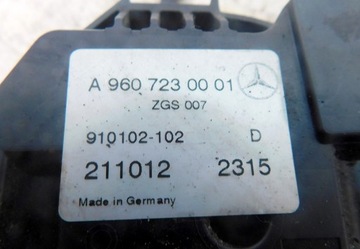 A 960 723 00 01
ZGS 007
910102-102 D
211012 2315
Made in Germany